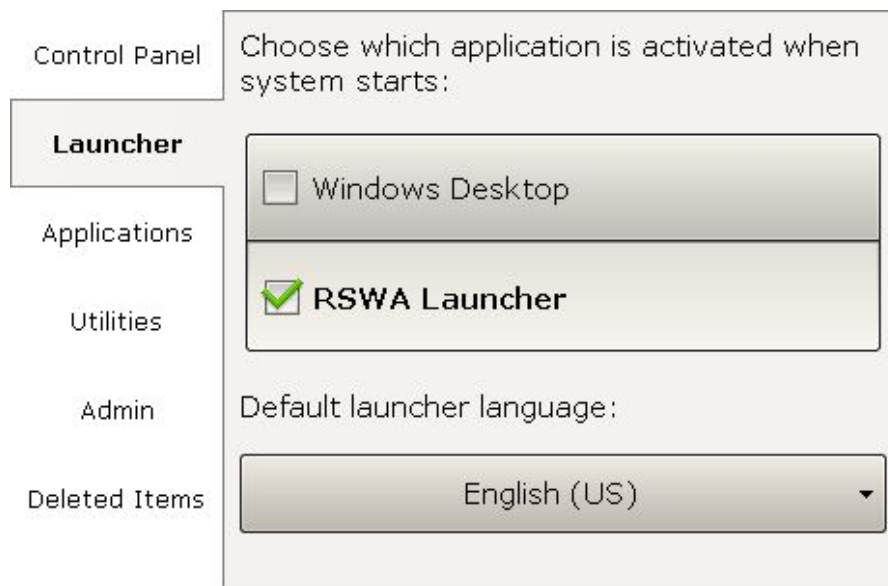 Control Panel
Launcher
Applications
Utilities
Admin
Deleted Items
Choose which application is activated when
system starts:
Windows Desktop
RSWA Launcher
Default launcher language:
English (US)